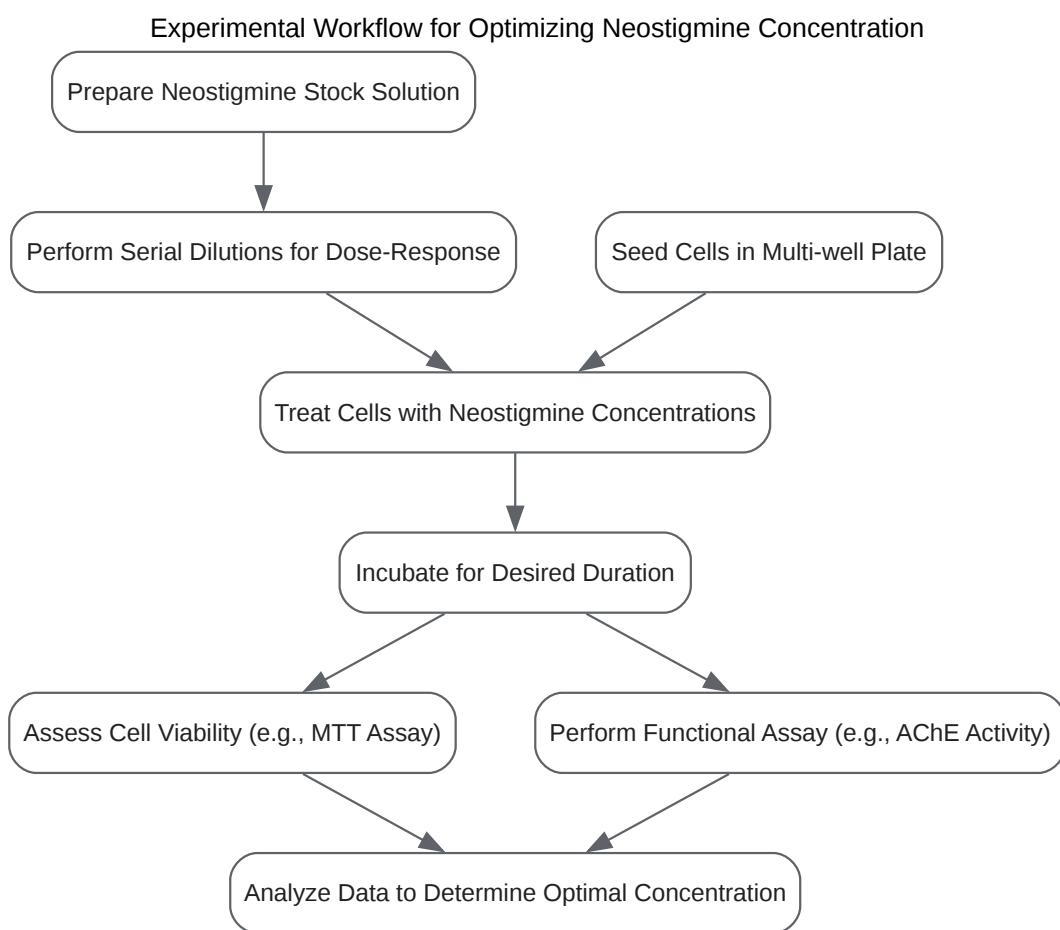 Experimental Workflow for Optimizing Neostigmine Concentration
Prepare Neostigmine Stock Solution
Perform Serial Dilutions for Dose-Response
Seed Cells in Multi-well Plate
Treat Cells with Neostigmine Concentrations
Incubate for Desired Duration
Assess Cell Viability (e.g., MTT Assay)
Perform Functional Assay (e.g., AChE Activity)
Analyze Data to Determine Optimal Concentration